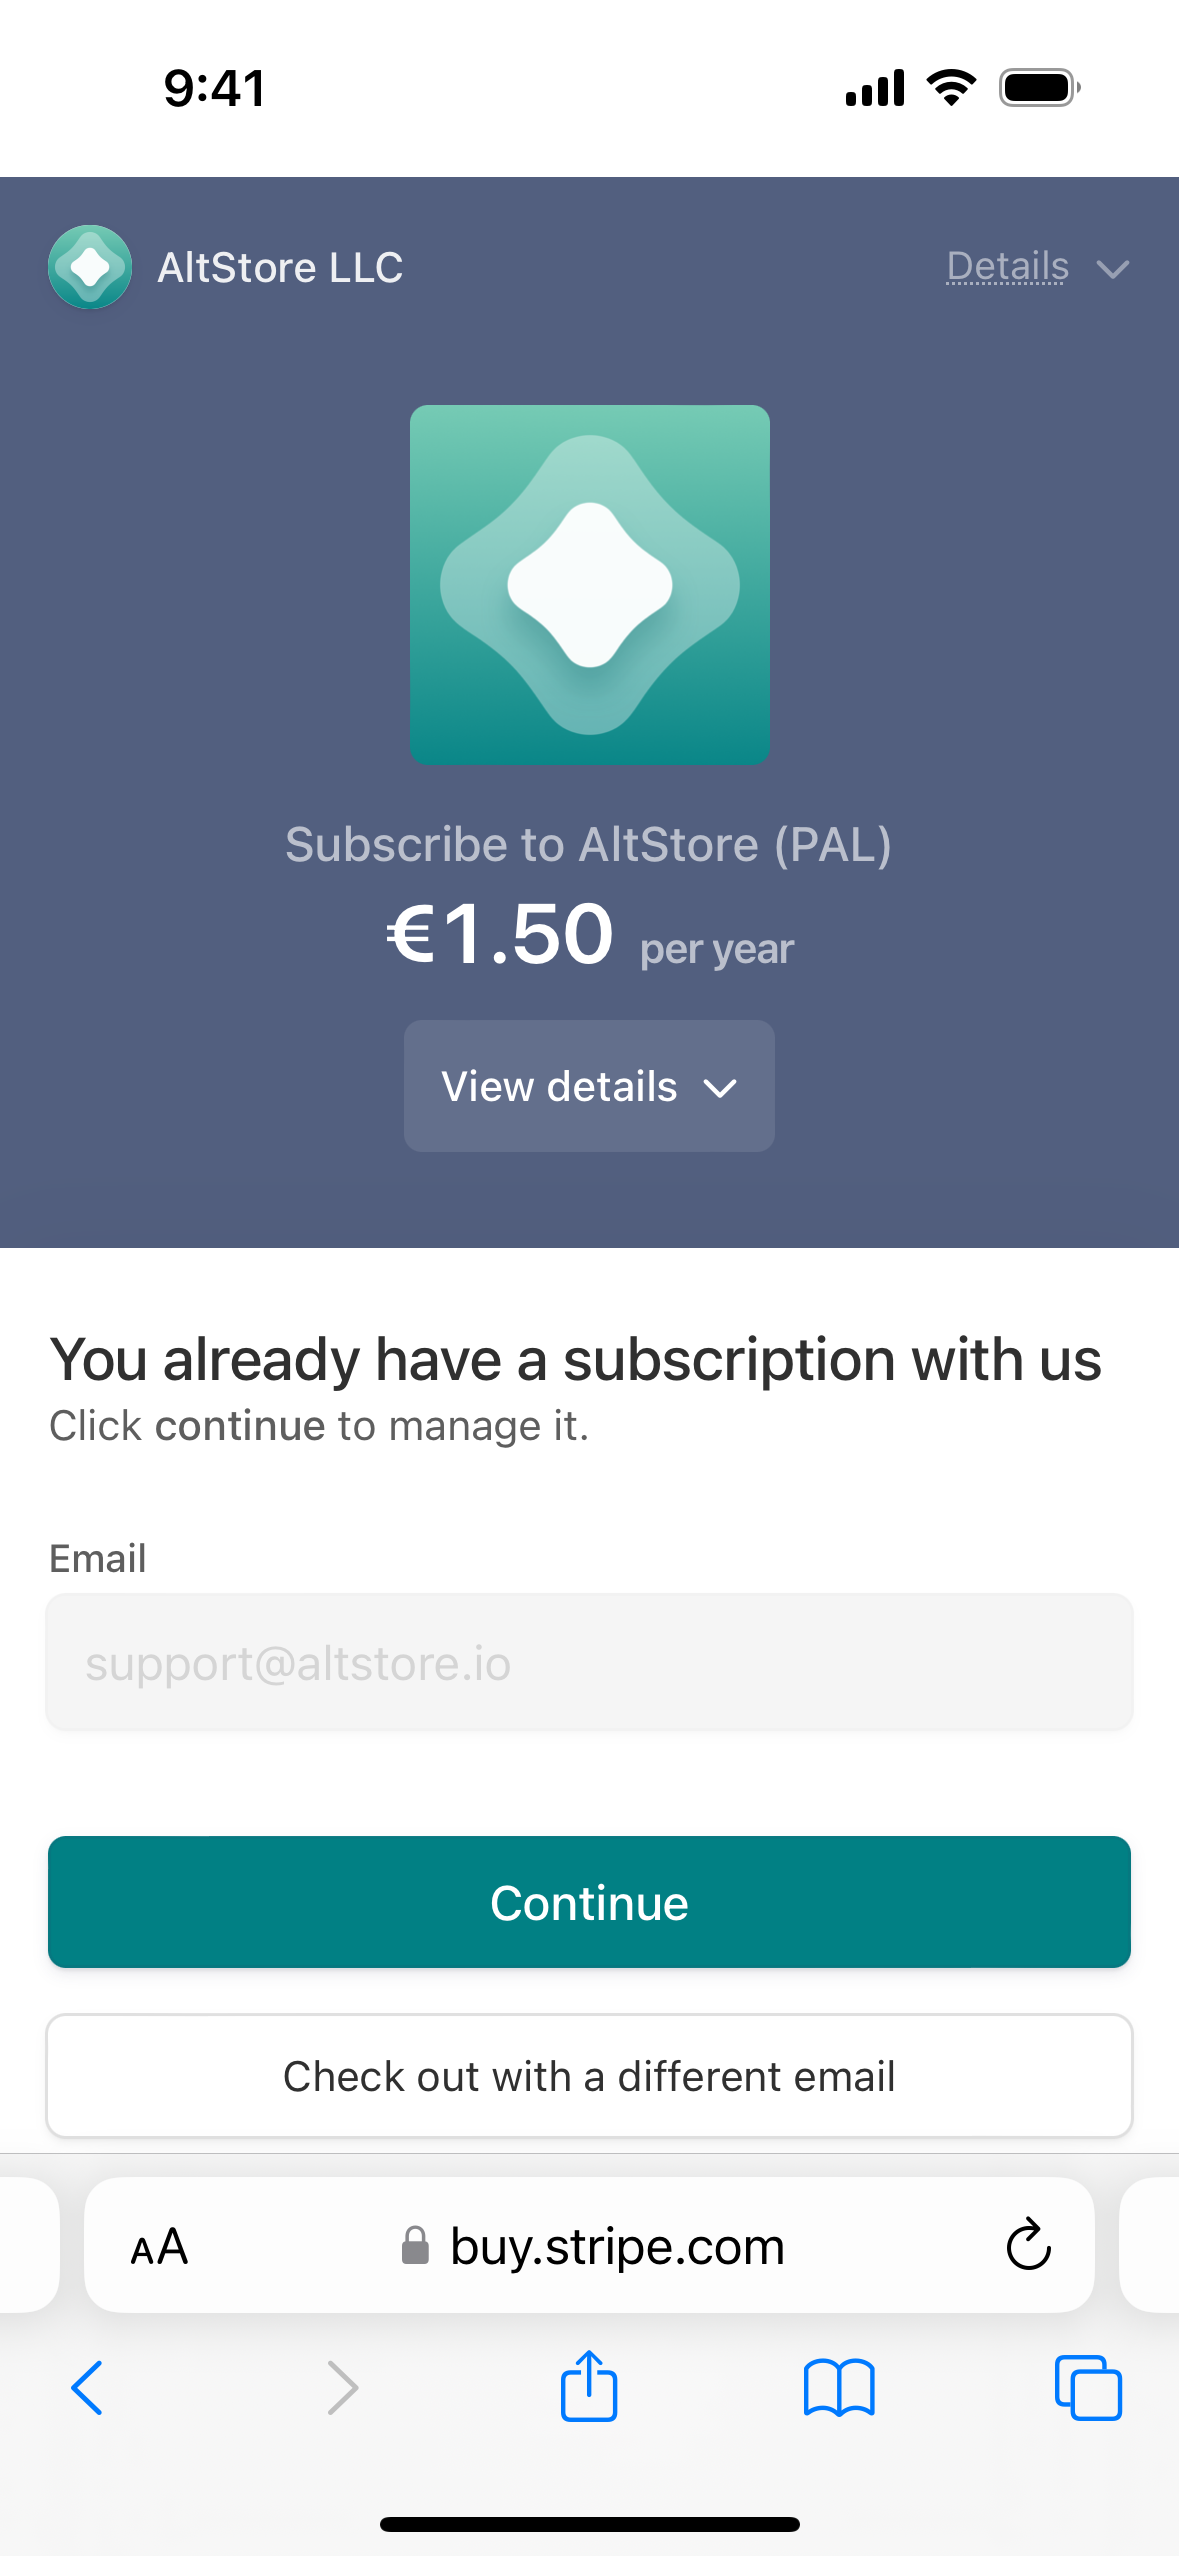 9:41
AltStore LLC
Details
Subscribe to AltStore (PAL)
€1.50 per year
View details
You already have a subscription with us
Click continue to manage it.
Email
support@altstore.io
Continue
Check out with a different email
AA buy.stripe.com